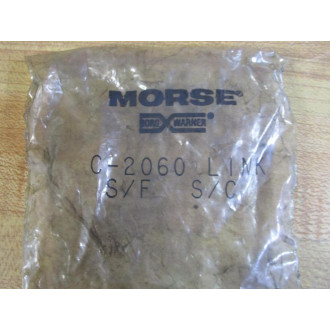 MORSE®
BORG WARNER
C-2060 LINK
S/F S/C